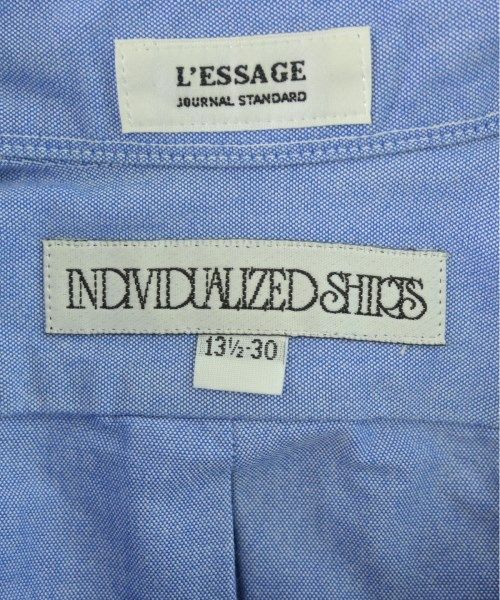 L'ESSAGE
JOURNAL STANDARD
INDIVIDUALIZED SHIRTS
13½-30